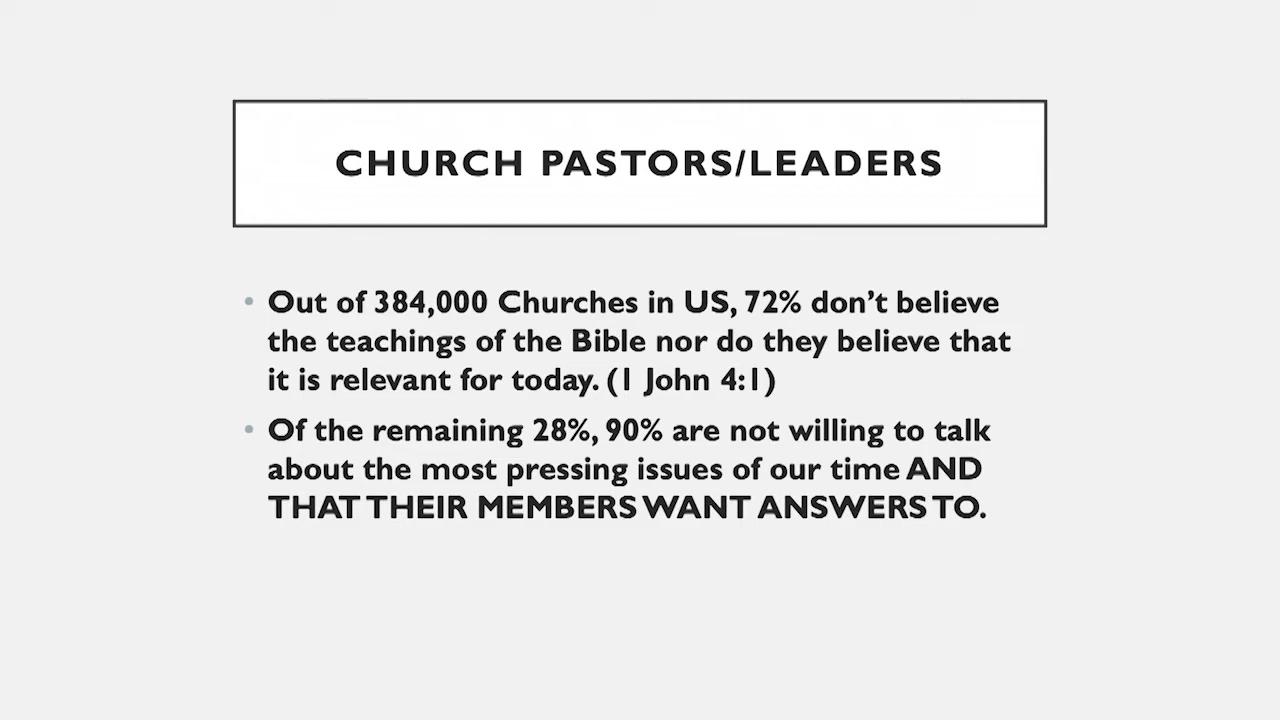 CHURCH PASTORS/LEADERS
• Out of 384,000 Churches in US, 72% don’t believe
the teachings of the Bible nor do they believe that
it is relevant for today. (1 John 4:1)
• Of the remaining 28%, 90% are not willing to talk
about the most pressing issues of our time AND
THAT THEIR MEMBERS WANT ANSWERS TO.